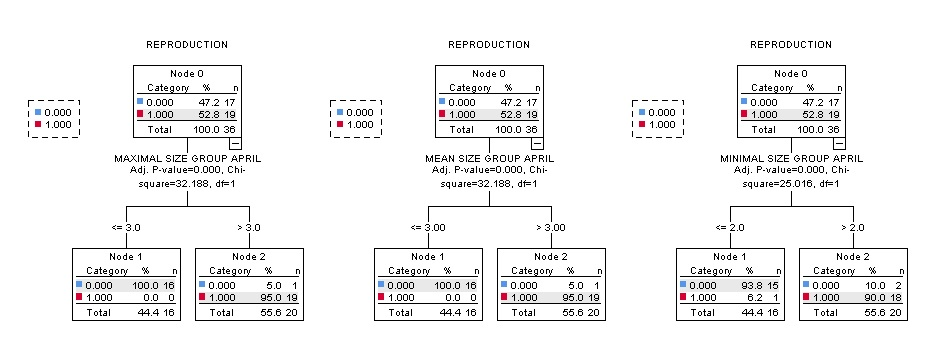 REPRODUCTION
Node 0
Category % n
0.000 47.2 17
1.000 52.8 19
Total 100.0 36
0.000
1.000
MAXIMAL SIZE GROUP APRIL
Adj. P-value=0.000, Chi-
square=32.188, df=1
<= 3.0
> 3.0
Node 1
Category % n
0.000 100.0 16
1.000 0.0 0
Total 44.4 16
Node 2
Category % n
0.000 5.0 1
1.000 95.0 19
Total 55.6 20
REPRODUCTION
Node 0
Category % n
0.000 47.2 17
1.000 52.8 19
Total 100.0 36
0.000
1.000
MEAN SIZE GROUP APRIL
Adj. P-value=0.000, Chi-
square=32.188, df=1
<= 3.00
> 3.00
Node 1
Category % n
0.000 100.0 16
1.000 0.0 0
Total 44.4 16
Node 2
Category % n
0.000 5.0 1
1.000 95.0 19
Total 55.6 20
REPRODUCTION
Node 0
Category % n
0.000 47.2 17
1.000 52.8 19
Total 100.0 36
0.000
1.000
MINIMAL SIZE GROUP APRIL
Adj. P-value=0.000, Chi-
square=25.016, df=1
<= 2.0
> 2.0
Node 1
Category % n
0.000 93.8 15
1.000 6.2 1
Total 44.4 16
Node 2
Category % n
0.000 10.0 2
1.000 90.0 18
Total 55.6 20